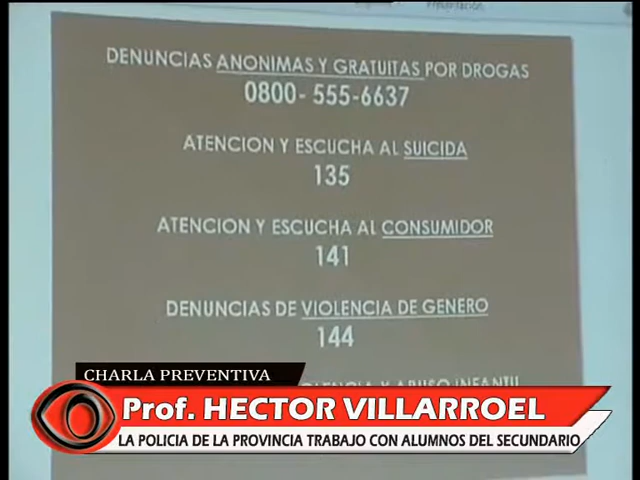 DENUNCIAS ANONIMAS Y GRATUITAS POR DROGAS
0800- 555-6637
ATENCION Y ESCUCHA AL SUICIDA
135
ATENCION Y ESCUCHA AL CONSUMIDOR
141
DENUNCIAS DE VIOLENCIA DE GENERO
144
Y ABUSO INFANTIL
CHARLA PREVENTIVA
Prof. HECTOR VILLARROEL
LA POLICIA DE LA PROVINCIA TRABAJO CON ALUMNOS DEL SECUNDARIO